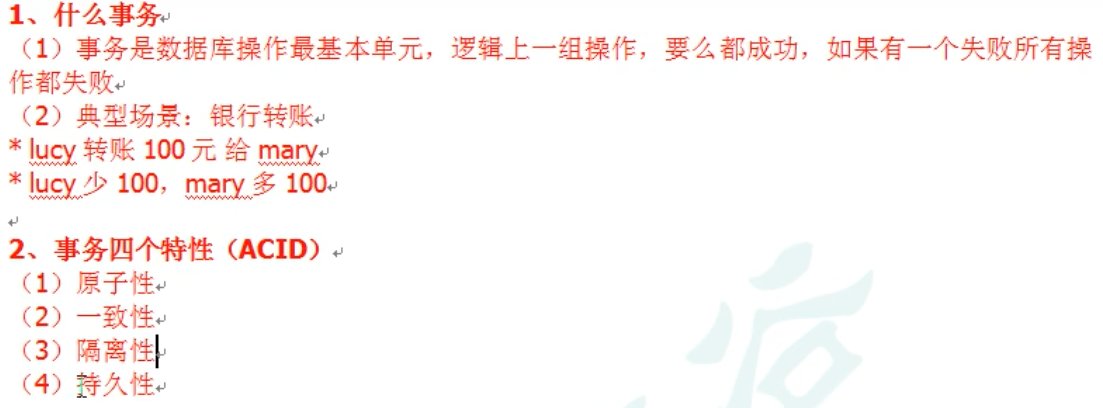 1、什么事务
（1）事务是数据库操作最基本单元，逻辑上一组操作，要么都成功，如果有一个失败所有操
作都失败
（2）典型场景：银行转账
* lucy 转账 100 元 给 mary
* lucy 少 100，mary 多 100
2、事务四个特性（ACID）
（1）原子性
（2）一致性
（3）隔离性
（4）持久性